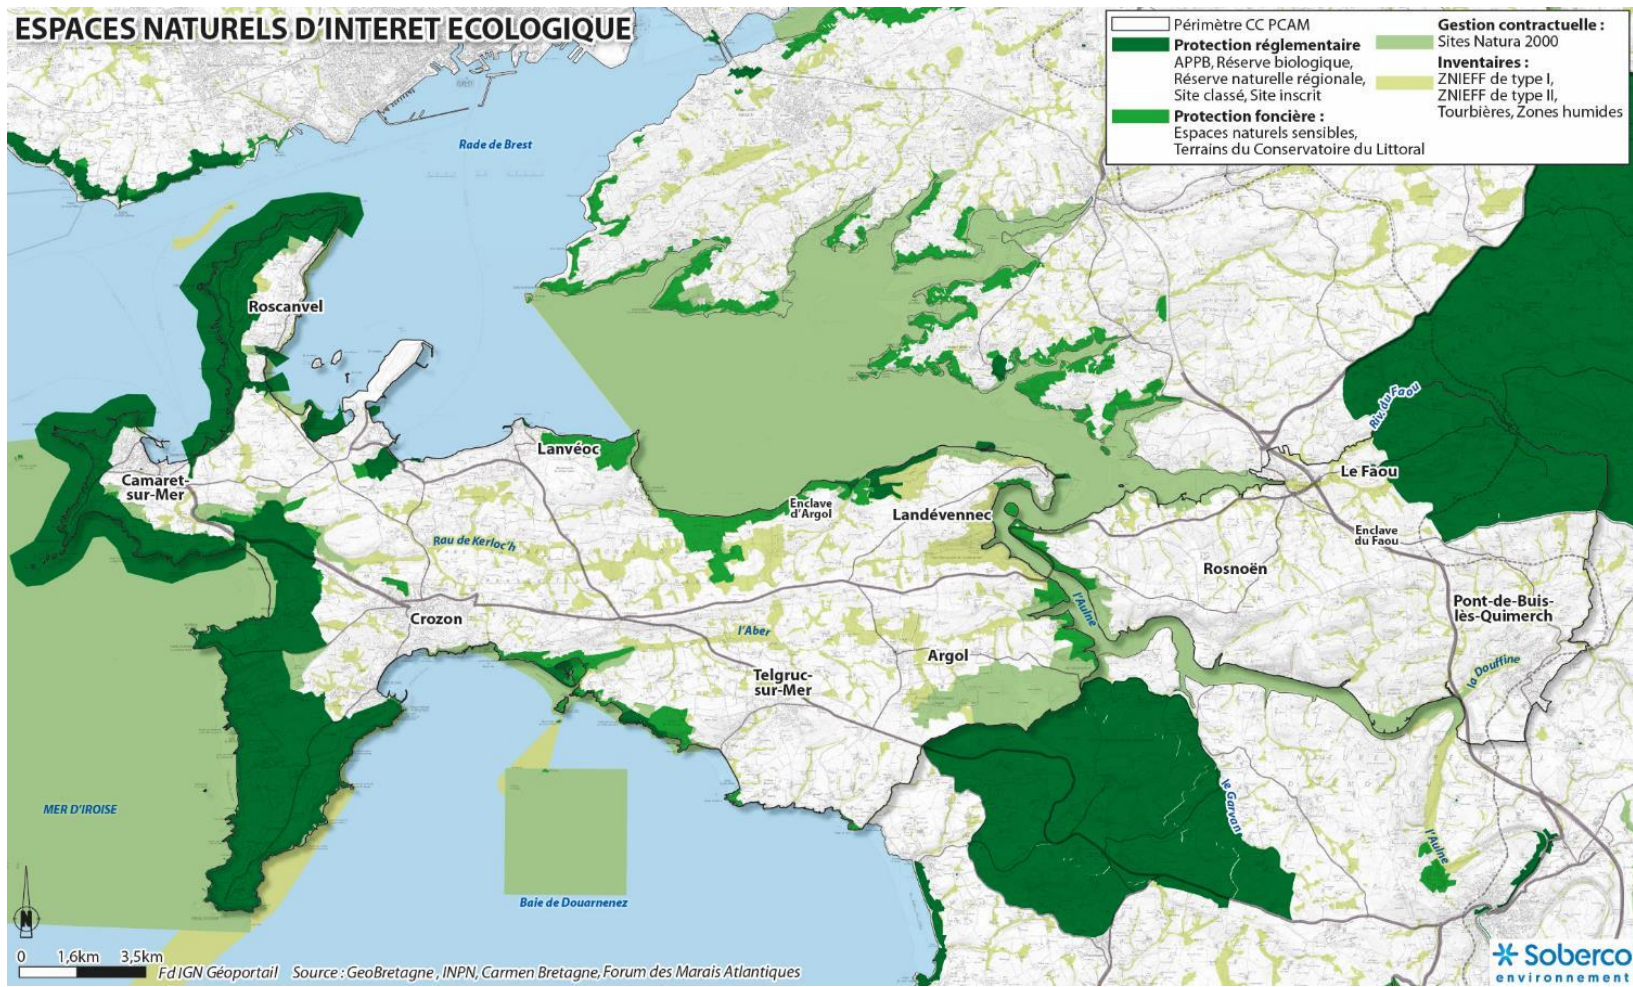 ESPACES NATURELS D'INTERET ECOLOGIQUE
Périmètre CC PCAM
Protection réglementaire
APPB, Réserve biologique,
Réserve naturelle régionale,
Site classé, Site inscrit
Protection foncière :
Espaces naturels sensibles,
Terrains du Conservatoire du Littoral
Gestion contractuelle :
Sites Natura 2000
Inventaires :
ZNIEFF de type I,
ZNIEFF de type II,
Tourbières, Zones humides
Rade de Brest
Roscanvel
Riv. du Faou
Lanvéoc
Le Faou
Camaret-
sur-Mer
Enclave
d'Argol
Landévennec
Enclave
du Faou
Rau de Kerloc'h
Rosnoën
l'Aulne
Pont-de-Buis-
lès-Quimerch
Crozon
l'Aber
Argol
la Douffine
Telgruc-
sur-Mer
MER D'IROISE
le Garvan
l'Aulne
Baie de Douarnenez
N
0 1,6km 3,5km
Fd IGN Géoportail Source : GeoBretagne, INPN, Carmen Bretagne, Forum des Marais Atlantiques
Soberco
environnement